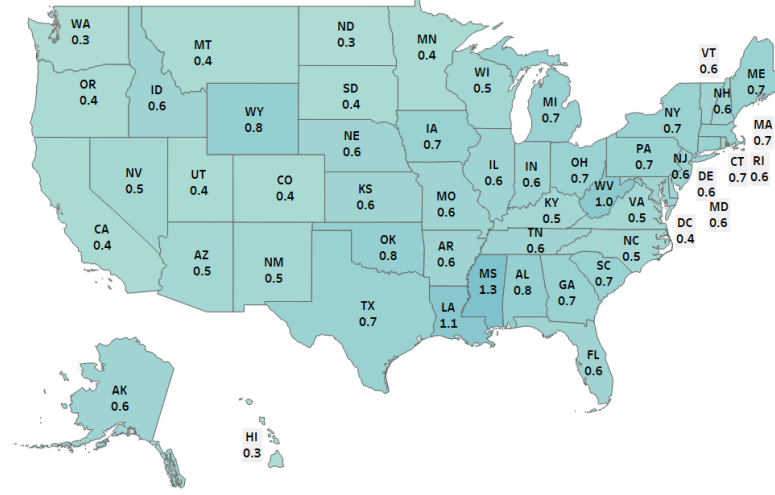 WA
0.3
MT
0.4
ND
0.3
MN
0.4
VT
0.6
ME
0.7
OR
0.4
ID
0.6
WY
0.8
SD
0.4
WI
0.5
MI
0.7
NY
0.7
NH
0.6
MA
0.7
NV
0.5
UT
0.4
CO
0.4
NE
0.6
KS
0.6
IA
0.7
MO
0.6
IL
0.6
IN
0.6
OH
0.7
PA
0.7
NJ
0.6
CT
0.7
RI
0.6
DE
0.6
MD
0.6
DC
0.4
WV
1.0
VA
0.5
KY
0.5
CA
0.4
AZ
0.5
NM
0.5
OK
0.8
AR
0.6
TN
0.6
NC
0.5
SC
0.7
TX
0.7
LA
1.1
MS
1.3
AL
0.8
GA
0.7
FL
0.6
AK
0.6
HI
0.3